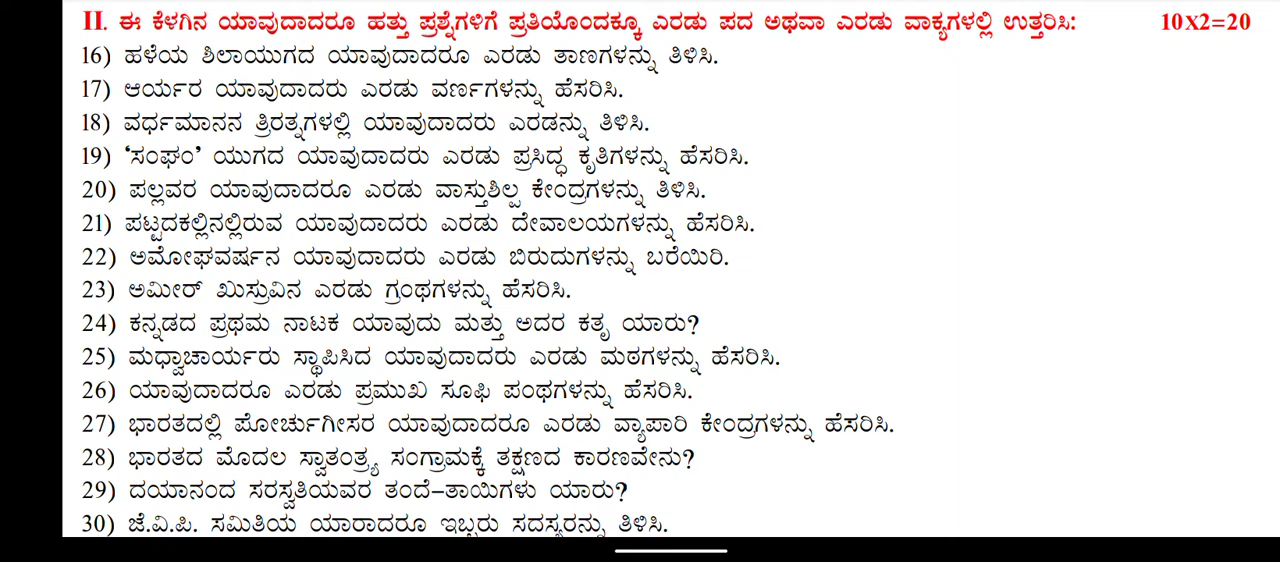 II. ಈ ಕೆಳಗಿನ ಯಾವುದಾದರೂ ಹತ್ತು ಪ್ರಶ್ನೆಗಳಿಗೆ ಪ್ರತಿಯೊಂದಕ್ಕೂ ಎರಡು ಪದ ಅಥವಾ ಎರಡು ವಾಕ್ಯಗಳಲ್ಲಿ ಉತ್ತರಿಸಿ: 10X2=20
16) ಹಳೆಯ ಶಿಲಾಯುಗದ ಯಾವುದಾದರೂ ಎರಡು ತಾಣಗಳನ್ನು ತಿಳಿಸಿ.
17) ಆರ್ಯರ ಯಾವುದಾದರು ಎರಡು ವರ್ಣಗಳನ್ನು ಹೆಸರಿಸಿ.
18) ವರ್ಧಮಾನನ ತ್ರಿರತ್ನಗಳಲ್ಲಿ ಯಾವುದಾದರು ಎರಡನ್ನು ತಿಳಿಸಿ.
19) ‘ಸಂಘಂ’ ಯುಗದ ಯಾವುದಾದರು ಎರಡು ಪ್ರಸಿದ್ಧ ಕೃತಿಗಳನ್ನು ಹೆಸರಿಸಿ.
20) ಪಲ್ಲವರ ಯಾವುದಾದರೂ ಎರಡು ವಾಸ್ತುಶಿಲ್ಪ ಕೇಂದ್ರಗಳನ್ನು ತಿಳಿಸಿ.
21) ಪಟ್ಟದಕಲ್ಲಿನಲ್ಲಿರುವ ಯಾವುದಾದರು ಎರಡು ದೇವಾಲಯಗಳನ್ನು ಹೆಸರಿಸಿ.
22) ಅಮೋಘವರ್ಷನ ಯಾವುದಾದರು ಎರಡು ಬಿರುದುಗಳನ್ನು ಬರೆಯಿರಿ.
23) ಅಮೀರ್ ಖುಸ್ರುವಿನ ಎರಡು ಗ್ರಂಥಗಳನ್ನು ಹೆಸರಿಸಿ.
24) ಕನ್ನಡದ ಪ್ರಥಮ ನಾಟಕ ಯಾವುದು ಮತ್ತು ಅದರ ಕತೃ ಯಾರು?
25) ಮಧ್ವಾಚಾರ್ಯರು ಸ್ಥಾಪಿಸಿದ ಯಾವುದಾದರು ಎರಡು ಮಠಗಳನ್ನು ಹೆಸರಿಸಿ.
26) ಯಾವುದಾದರೂ ಎರಡು ಪ್ರಮುಖ ಸೂಫಿ ಪಂಥಗಳನ್ನು ಹೆಸರಿಸಿ.
27) ಭಾರತದಲ್ಲಿ ಪೋರ್ಚುಗೀಸರ ಯಾವುದಾದರೂ ಎರಡು ವ್ಯಾಪಾರಿ ಕೇಂದ್ರಗಳನ್ನು ಹೆಸರಿಸಿ.
28) ಭಾರತದ ಮೊದಲ ಸ್ವಾತಂತ್ರ್ಯ ಸಂಗ್ರಾಮಕ್ಕೆ ತಕ್ಷಣದ ಕಾರಣವೇನು?
29) ದಯಾನಂದ ಸರಸ್ವತಿಯವರ ತಂದೆ–ತಾಯಿಗಳು ಯಾರು?
30) ಜೆ.ವಿ.ಪಿ. ಸಮಿತಿಯ ಯಾರಾದರೂ ಇಬ್ಬರು ಸದಸ್ಯರನ್ನು ತಿಳಿಸಿ.